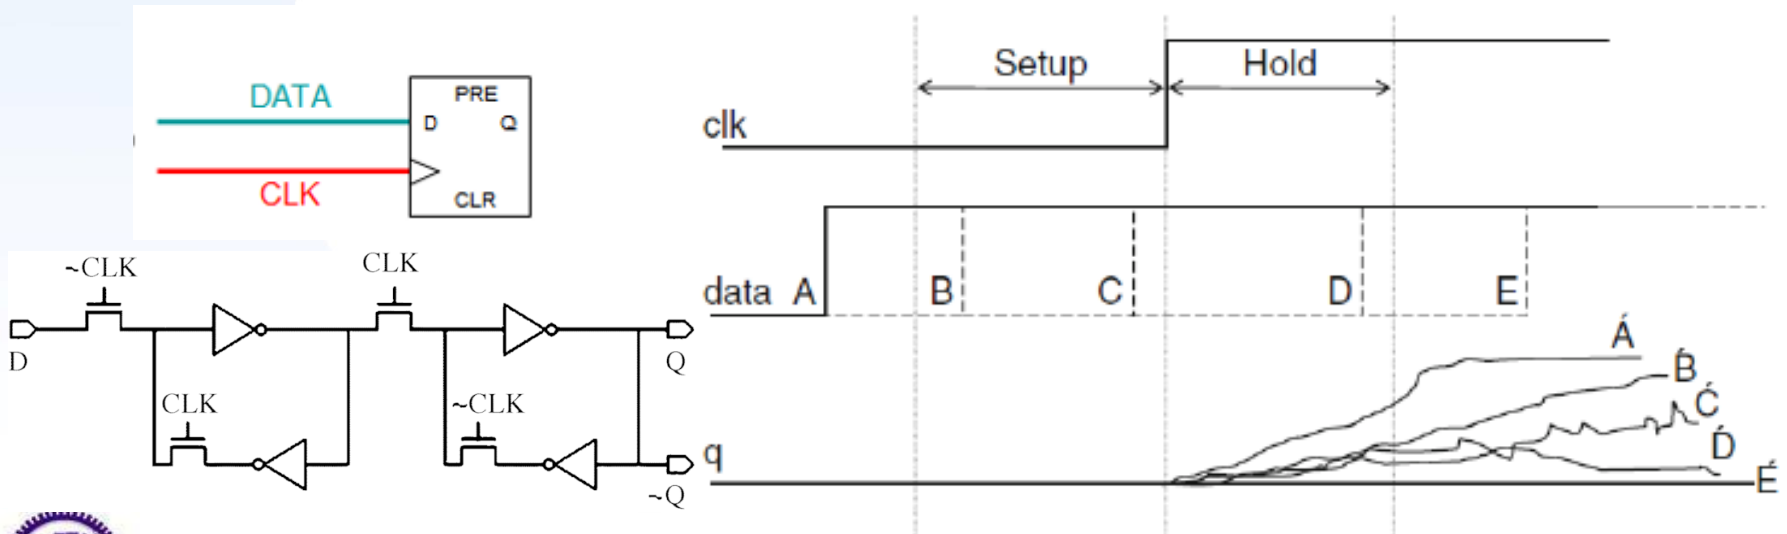 DATA
PRE
D
Q
CLK
CLR
~CLK
CLK
D
Q
CLK
~CLK
~Q
Setup
Hold
clk
data A
B
C
D
E
q
Á
B́
Ć
D́
É